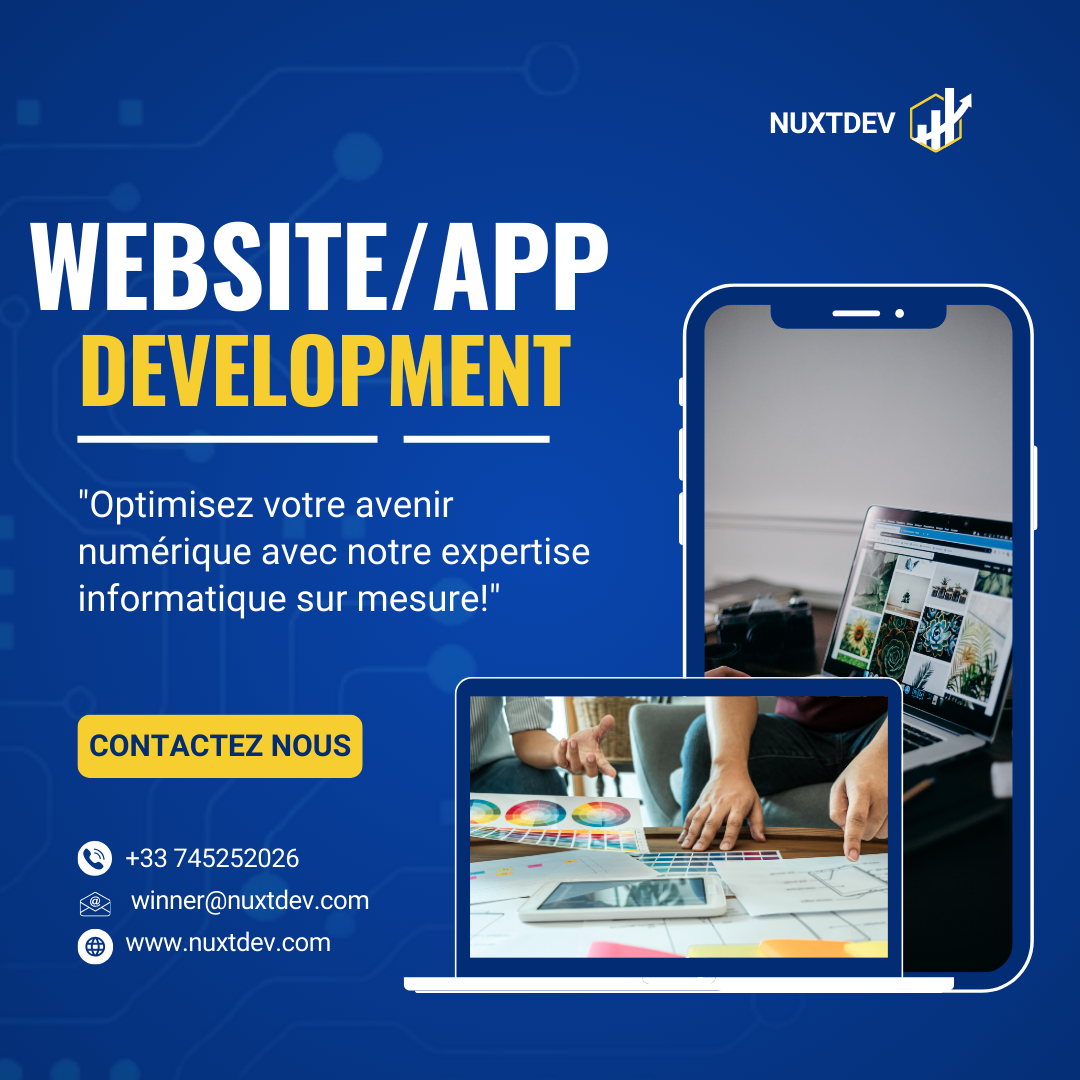 NUXTDEV
WEBSITE/APP
DEVELOPMENT
"Optimisez votre avenir
numérique avec notre expertise
informatique sur mesure!"
CONTACTEZ NOUS
+33 745252026
winner@nuxtdev.com
www.nuxtdev.com